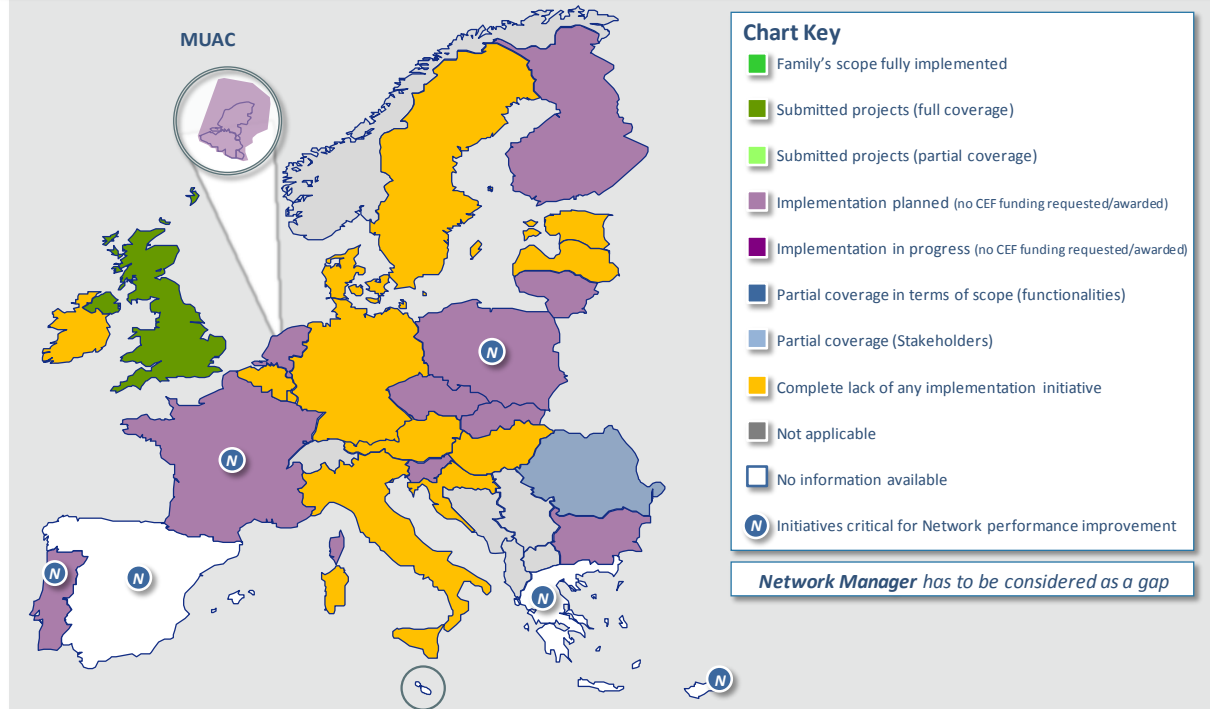 MUAC
Chart Key
Family's scope fully implemented
Submitted projects (full coverage)
Submitted projects (partial coverage)
Implementation planned (no CEF funding requested/awarded)
Implementation in progress (no CEF funding requested/awarded)
Partial coverage in terms of scope (functionalities)
Partial coverage (Stakeholders)
Complete lack of any implementation initiative
Not applicable
No information available
N Initiatives critical for Network performance improvement
Network Manager has to be considered as a gap
N
N
N
N
N
N